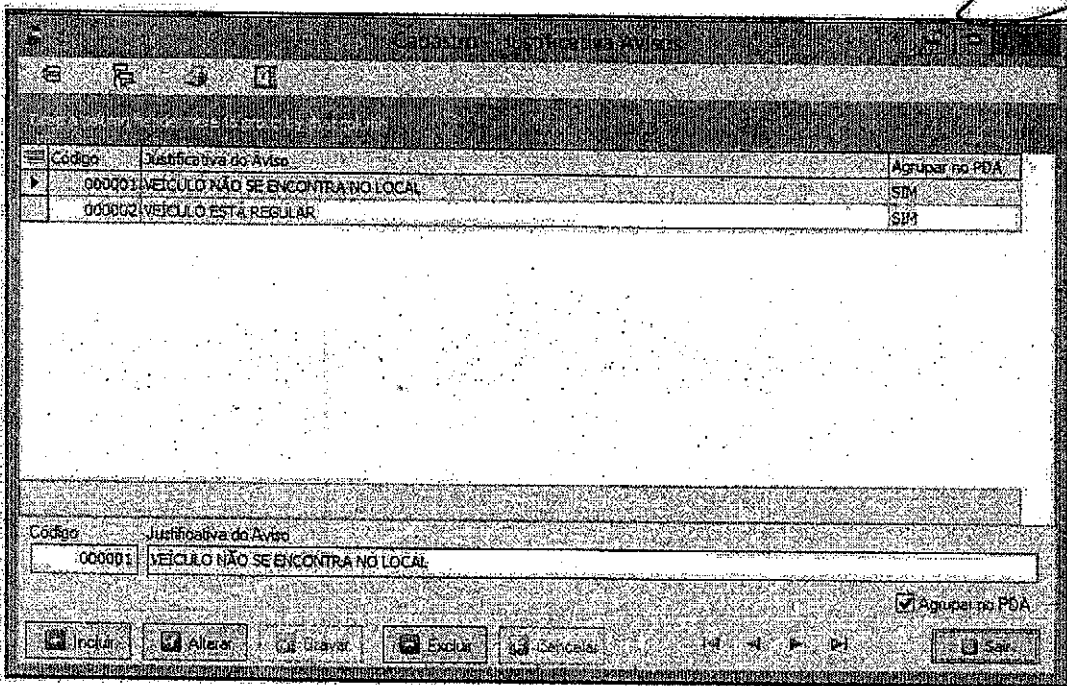 Cadastro - Justificativa Avisos
Código Justificativa do Aviso Agrupar no PDA
000001 VEÍCULO NÃO SE ENCONTRA NO LOCAL SIM
000002 VEICULO ESTÁ REGULAR SIM
Código Justificativa do Aviso
000001 VEÍCULO NÃO SE ENCONTRA NO LOCAL
Agrupar no PDA
Incluir Alterar Gravar Excluir Cancelar Sair